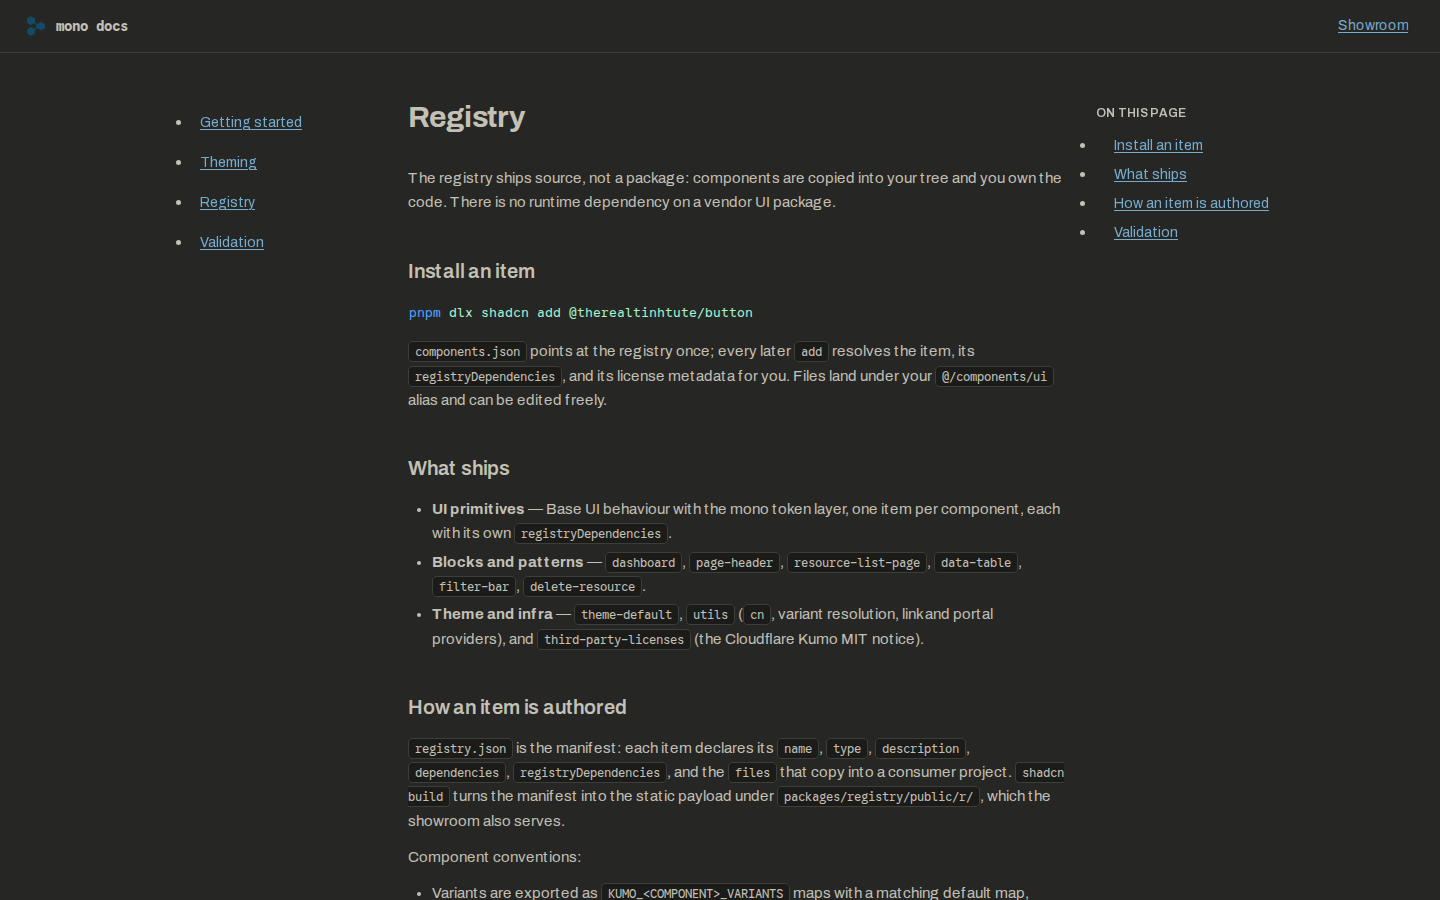 mono docs
Showroom
Getting started
Theming
Registry
Validation
Registry
The registry ships source, not a package: components are copied into your tree and you own the
code. There is no runtime dependency on a vendor UI package.
Install an item
pnpm dlx shadcn add @therealtinhtute/button
components.json points at the registry once; every later add resolves the item, its
registryDependencies, and its license metadata for you. Files land under your @/components/ui
alias and can be edited freely.
What ships
UI primitives — Base UI behaviour with the mono token layer, one item per component, each
with its own registryDependencies.
Blocks and patterns — dashboard, page-header, resource-list-page, data-table,
filter-bar, delete-resource.
Theme and infra — theme-default, utils (cn, variant resolution, link and portal
providers), and third-party-licenses (the Cloudflare Kumo MIT notice).
How an item is authored
registry.json is the manifest: each item declares its name, type, description,
dependencies, registryDependencies, and the files that copy into a consumer project. shadcn
build turns the manifest into the static payload under packages/registry/public/r/, which the
showroom also serves.
Component conventions:
Variants are exported as KUMO_<COMPONENT>_VARIANTS maps with a matching default map,
ON THIS PAGE
Install an item
What ships
How an item is authored
Validation